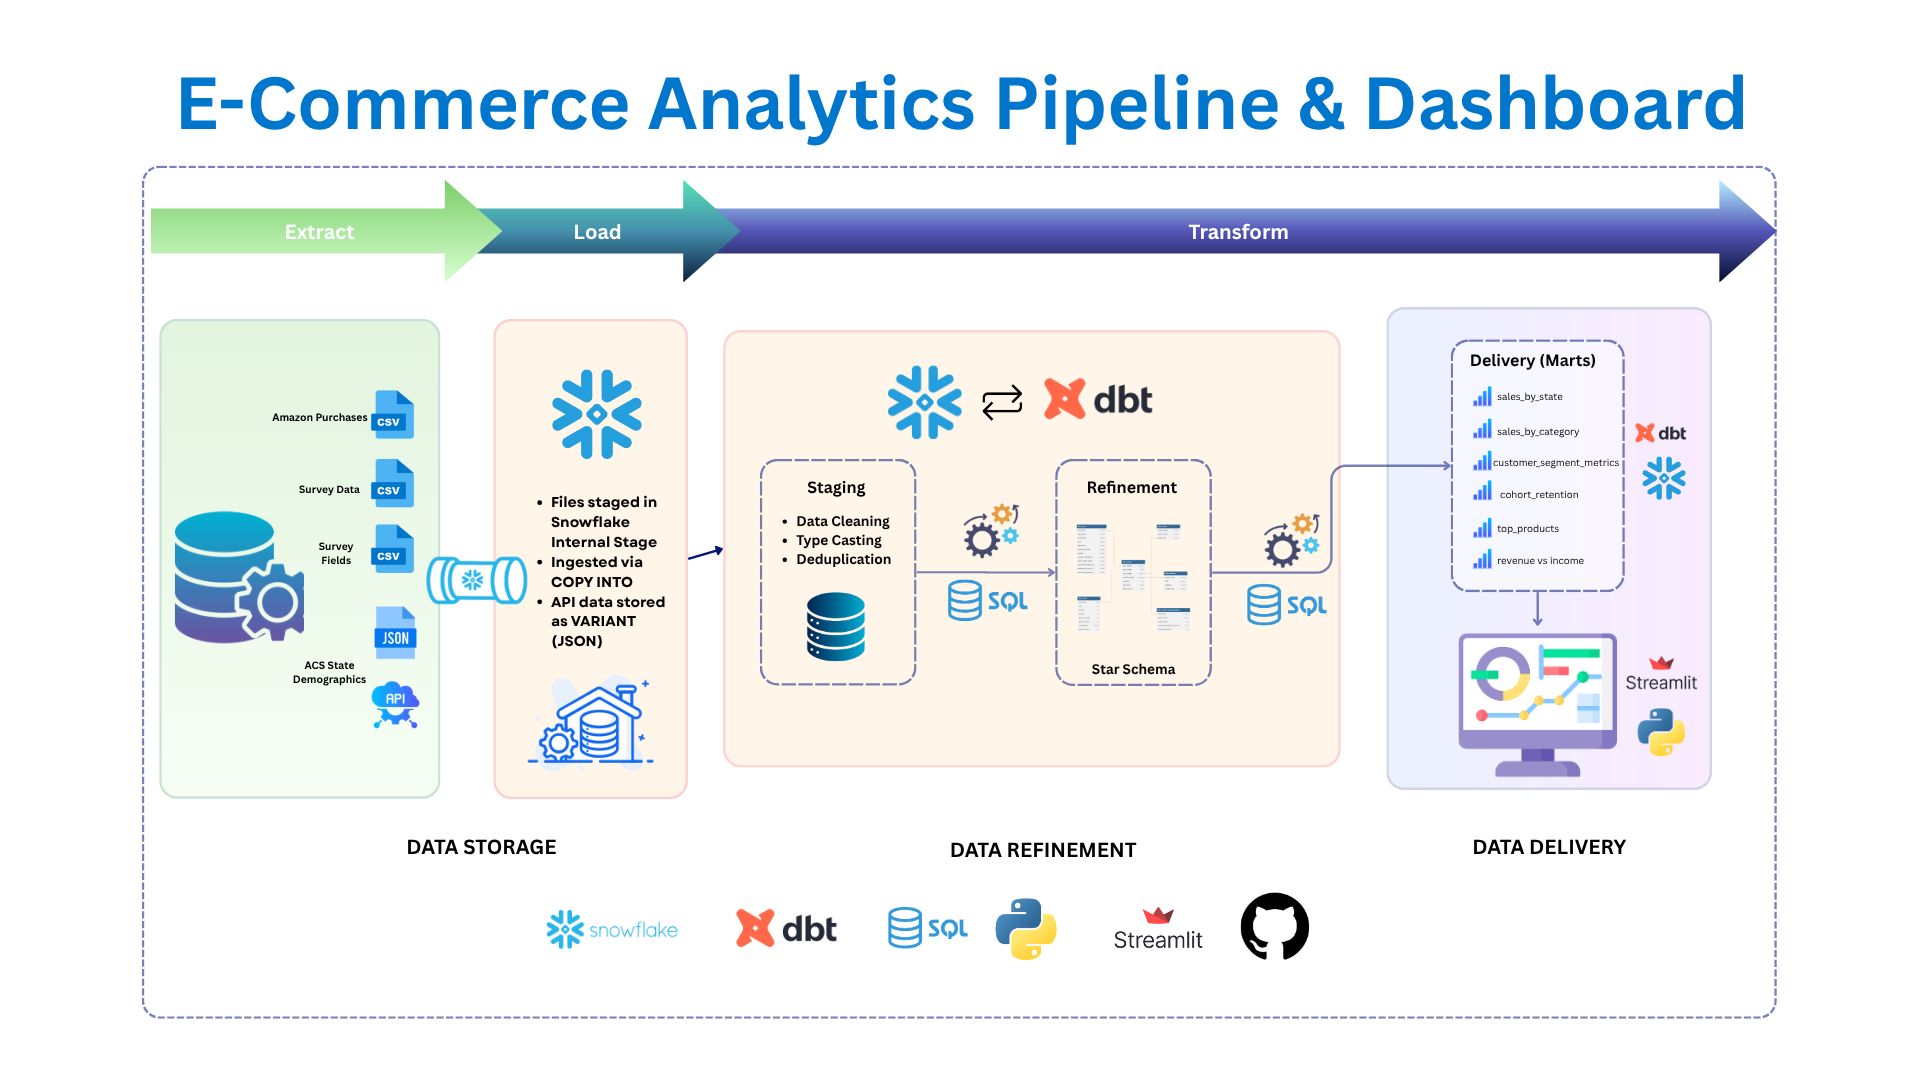 E-Commerce Analytics Pipeline & Dashboard
Extract
Load
Transform
Amazon Purchases
CSV
Survey Data
CSV
Survey
Fields
CSV
JSON
ACS State
Demographics
API
• Files staged in
Snowflake
Internal Stage
• Ingested via
COPY INTO
• API data stored
as VARIANT
(JSON)
dbt
Staging
• Data Cleaning
• Type Casting
• Deduplication
SQL
Refinement
Star Schema
SQL
Delivery (Marts)
sales_by_state
sales_by_category
customer_segment_metrics
cohort_retention
top_products
revenue vs income
dbt
Streamlit
DATA STORAGE
DATA REFINEMENT
DATA DELIVERY
snowflake
dbt
SQL
Streamlit